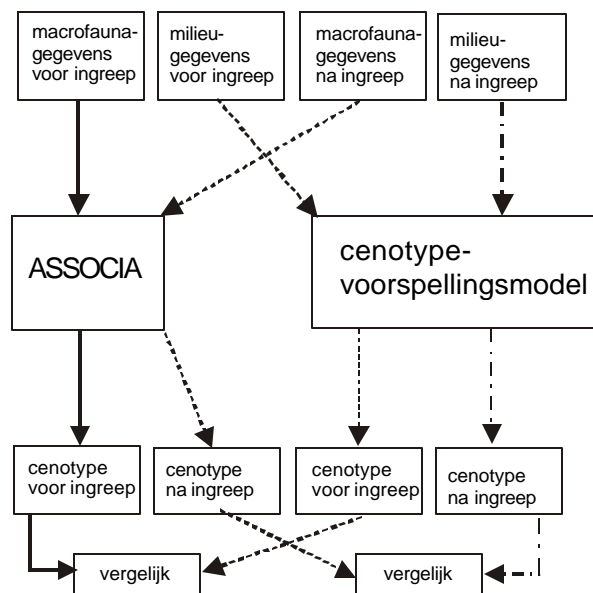 macrofauna-
gegevens
voor ingreep
milieu-
gegevens
voor ingreep
macrofauna-
gegevens
na ingreep
milieu-
gegevens
na ingreep
ASSOCIA
cenotype-
voorspellingsmodel
cenotype
voor ingreep
cenotype
na ingreep
cenotype
voor ingreep
cenotype
na ingreep
vergelijk
vergelijk